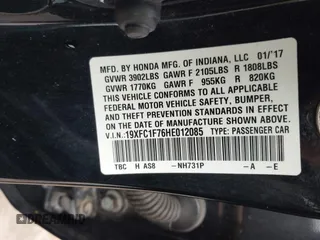 MFD. BY HONDA MFG. OF INDIANA, LLC 01/'17
GVWR 3902LBS GAWR F 2105LBS R 1808LBS
GVWR 1770KG GAWR F 955KG R 820KG
THIS VEHICLE CONFORMS TO ALL APPLICABLE
FEDERAL MOTOR VEHICLE SAFETY, BUMPER,
AND THEFT PREVENTION STANDARDS IN EFFECT
ON THE DATE OF MANUFACTURE SHOWN ABOVE.
V.I.N.:19XFC1F76HE012085 TYPE: PASSENGER CAR
TBC H AS8 -NH731P -A -E